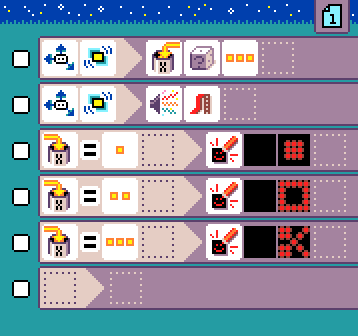 1
X
X =
X =
X =